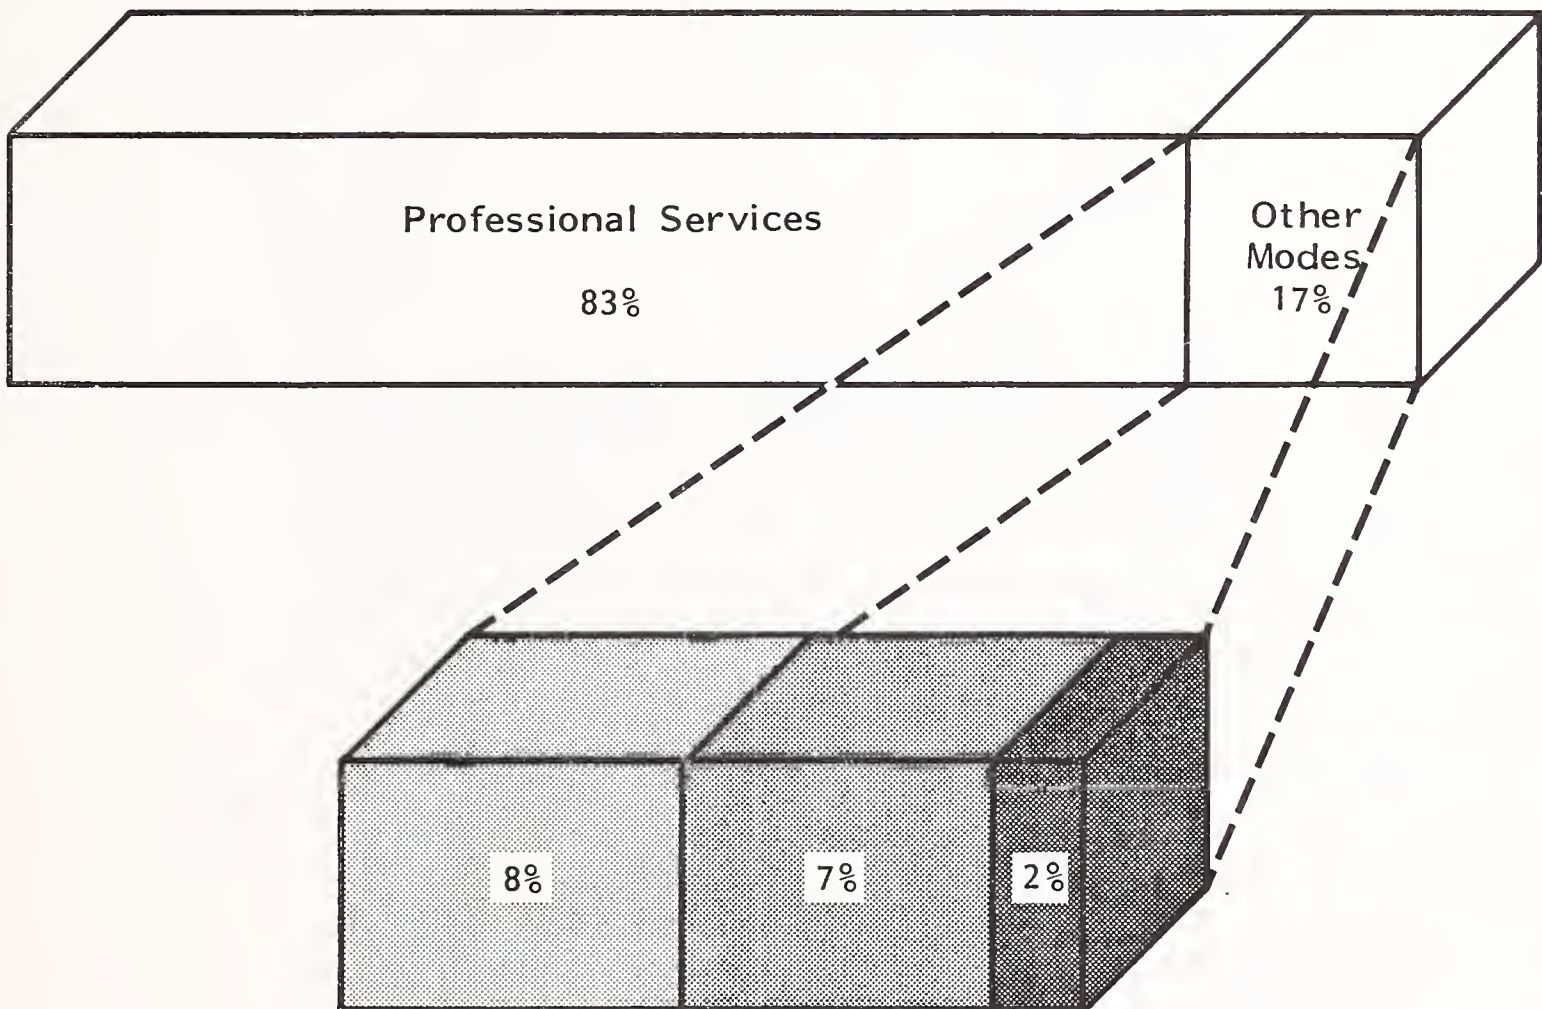 Professional Services
83%
Other
Modes
17%
8%
7%
2%